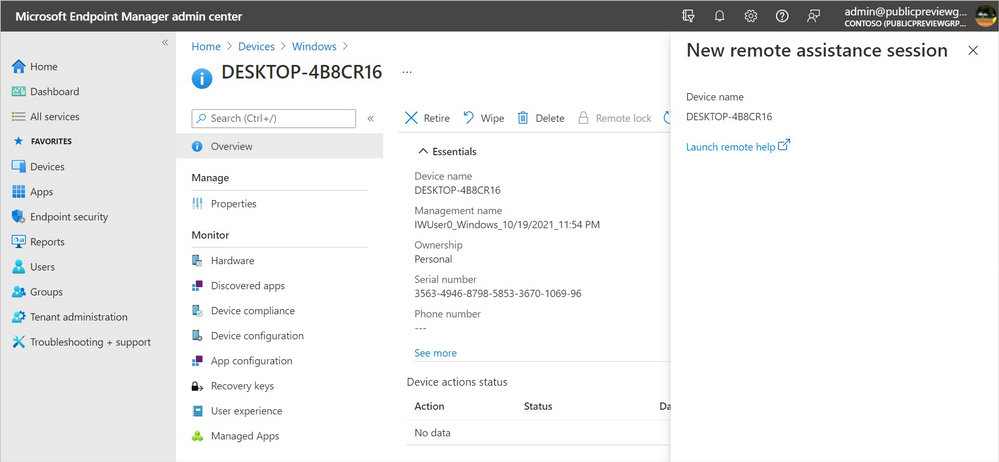 Microsoft Endpoint Manager admin center
admin@publicpreviewg...
CONTOSO (PUBLICPREVIEWGRP...
«
Home
Dashboard
All services
FAVORITES
Devices
Apps
Endpoint security
Reports
Users
Groups
Tenant administration
Troubleshooting + support
Home > Devices > Windows >
DESKTOP-4B8CR16 ...
Search (Ctrl+/) «
Overview
Manage
Properties
Monitor
Hardware
Discovered apps
Device compliance
Device configuration
App configuration
Recovery keys
User experience
Managed Apps
Retire Wipe Delete Remote lock
Essentials
Device name
DESKTOP-4B8CR16
Management name
IWUser0_Windows_10/19/2021_11:54 PM
Ownership
Personal
Serial number
3563-4946-8798-5853-3670-1069-96
Phone number
---
See more
Device actions status
Action Status Da
No data
New remote assistance session
Device name
DESKTOP-4B8CR16
Launch remote help